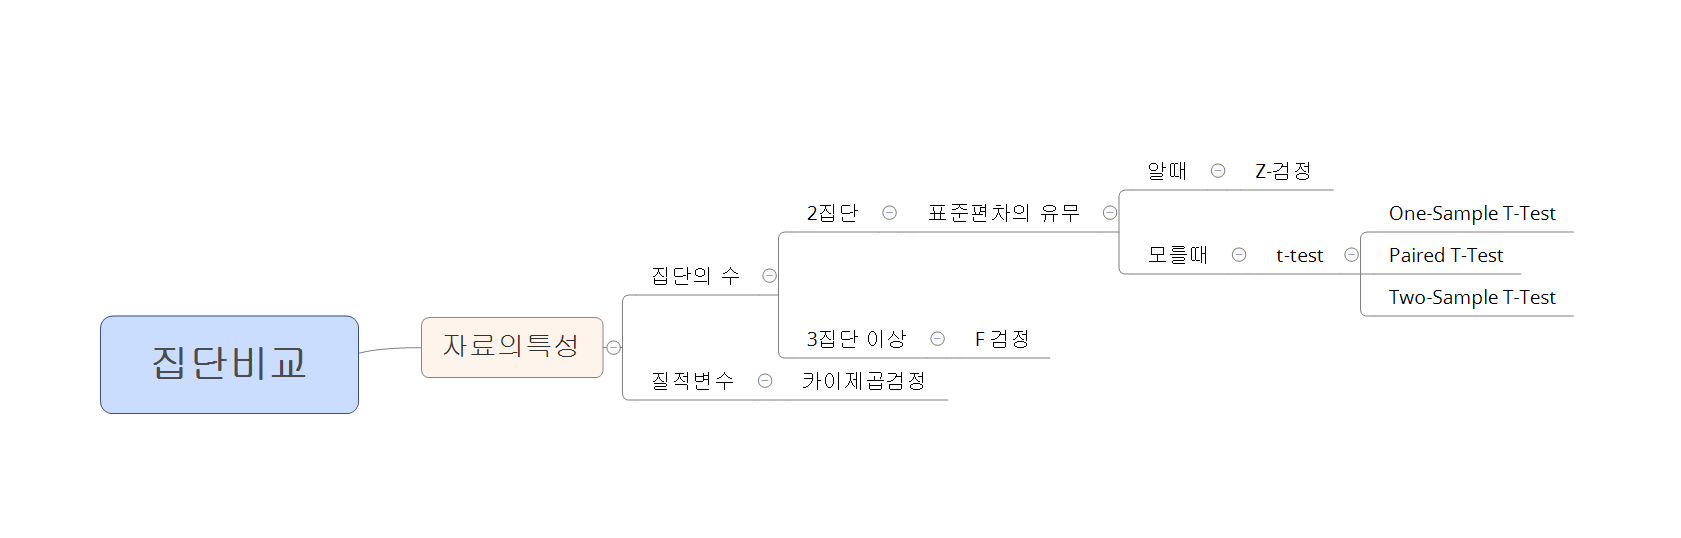 집단비교
자료의특성
집단의 수
2집단
표준편차의 유무
알때
Z-검정
모를때
t-test
One-Sample T-Test
Paired T-Test
Two-Sample T-Test
3집단 이상
F 검정
질적변수
카이제곱검정